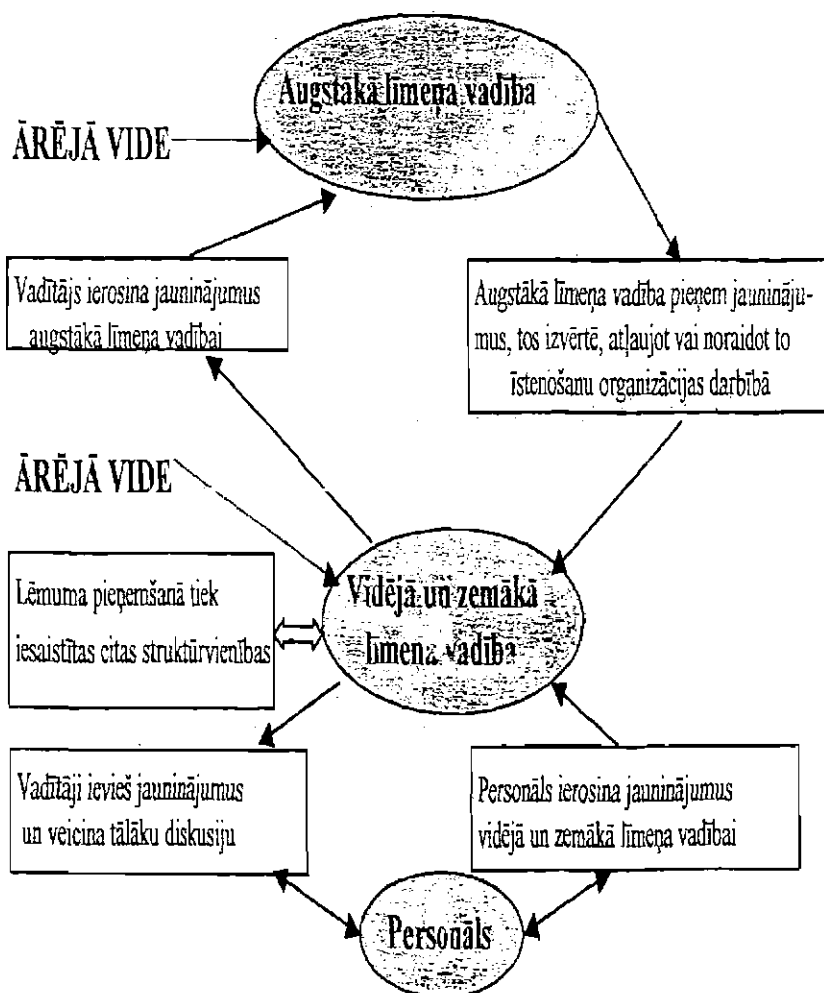 Augstākā līmeņa vadība
ĀRĒJĀ VIDE
Vadītājs ierosina jauninājumus
augstākā līmeņa vadībai
Augstākā līmeņa vadība pieņem jaunināju-
mus, tos izvērtē, atļaujot vai noraidot to
īstenošanu organizācijas darbībā
ĀRĒJĀ VIDE
Vidējā un zemākā
līmeņa vadība
Lēmuma pieņemšanā tiek
iesaistītas citas struktūrvienības
Vadītāji ievieš jauninājumus
un veicina tālāku diskusiju
Personāls ierosina jauninājumus
vidējā un zemākā līmeņa vadībai
Personāls